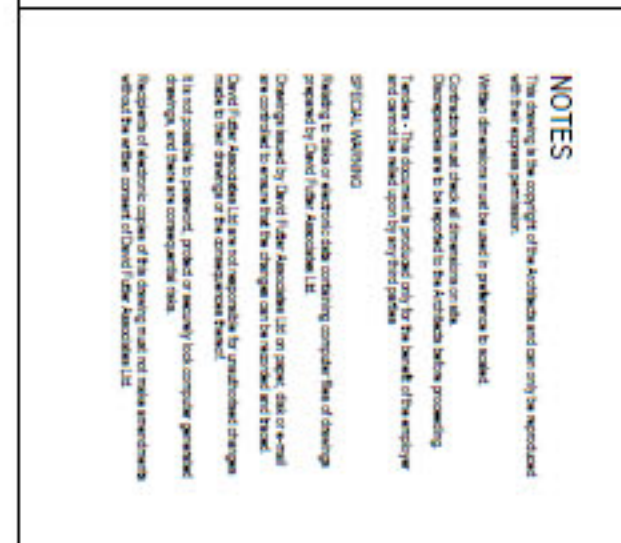 NOTES
This drawing is the copyright of the Architects and can only be reproduced
with their express permission.
Written dimensions must be used in preference to scaled.
Contractors must check all dimensions on site.
Discrepancies are to be reported to the Architects before proceeding.
Tenders - This document is produced only for the benefit of the employer
and cannot be relied upon by any third parties
SPECIAL WARNING
Relating to disks or electronic data containing computer files of drawings
prepared by David Futter Associates Ltd.
Drawings issued by David Futter Associates Ltd on paper, disk or e-mail
are controlled to ensure that the changes can be recorded and traced.
David Futter Associates Ltd are not responsible for unauthorised changes
made to their drawings or the consequences thereof.
It is not possible to password, protect or securely lock computer generated
drawings, and there are consequential risks.
Recipients of electronic copies of this drawing must not make amendments
without the written consent of David Futter Associates Ltd.